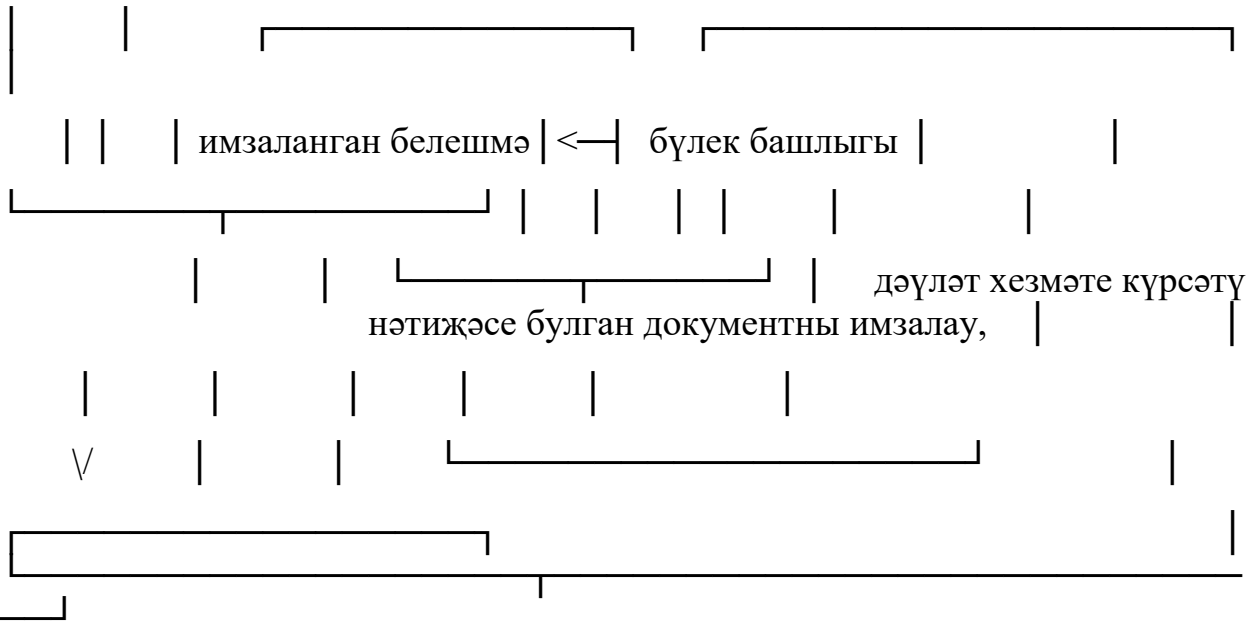 имзаланган белешмә <─ бүлек башлыгы
дәүләт хезмәте күрсәтү
нәтиҗәсе булган документны имзалау,
\/